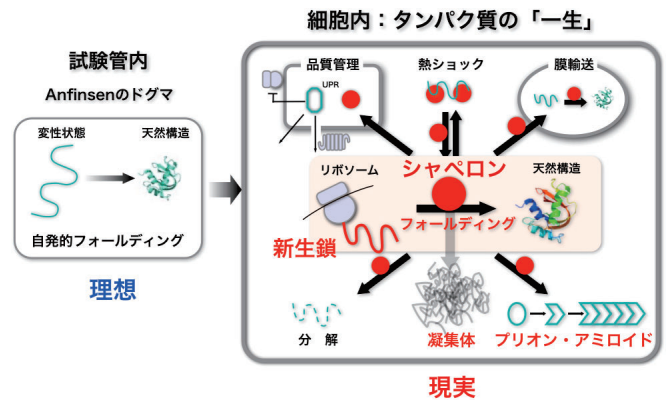 細胞内：タンパク質の「一生」
試験管内
Anfinsenのドグマ
変性状態
天然構造
自発的フォールディング
理想
品質管理
UPR
熱ショック
膜輸送
リボソーム
シャペロン
天然構造
フォールディング
新生鎖
分　解
凝集体
プリオン・アミロイド
現実